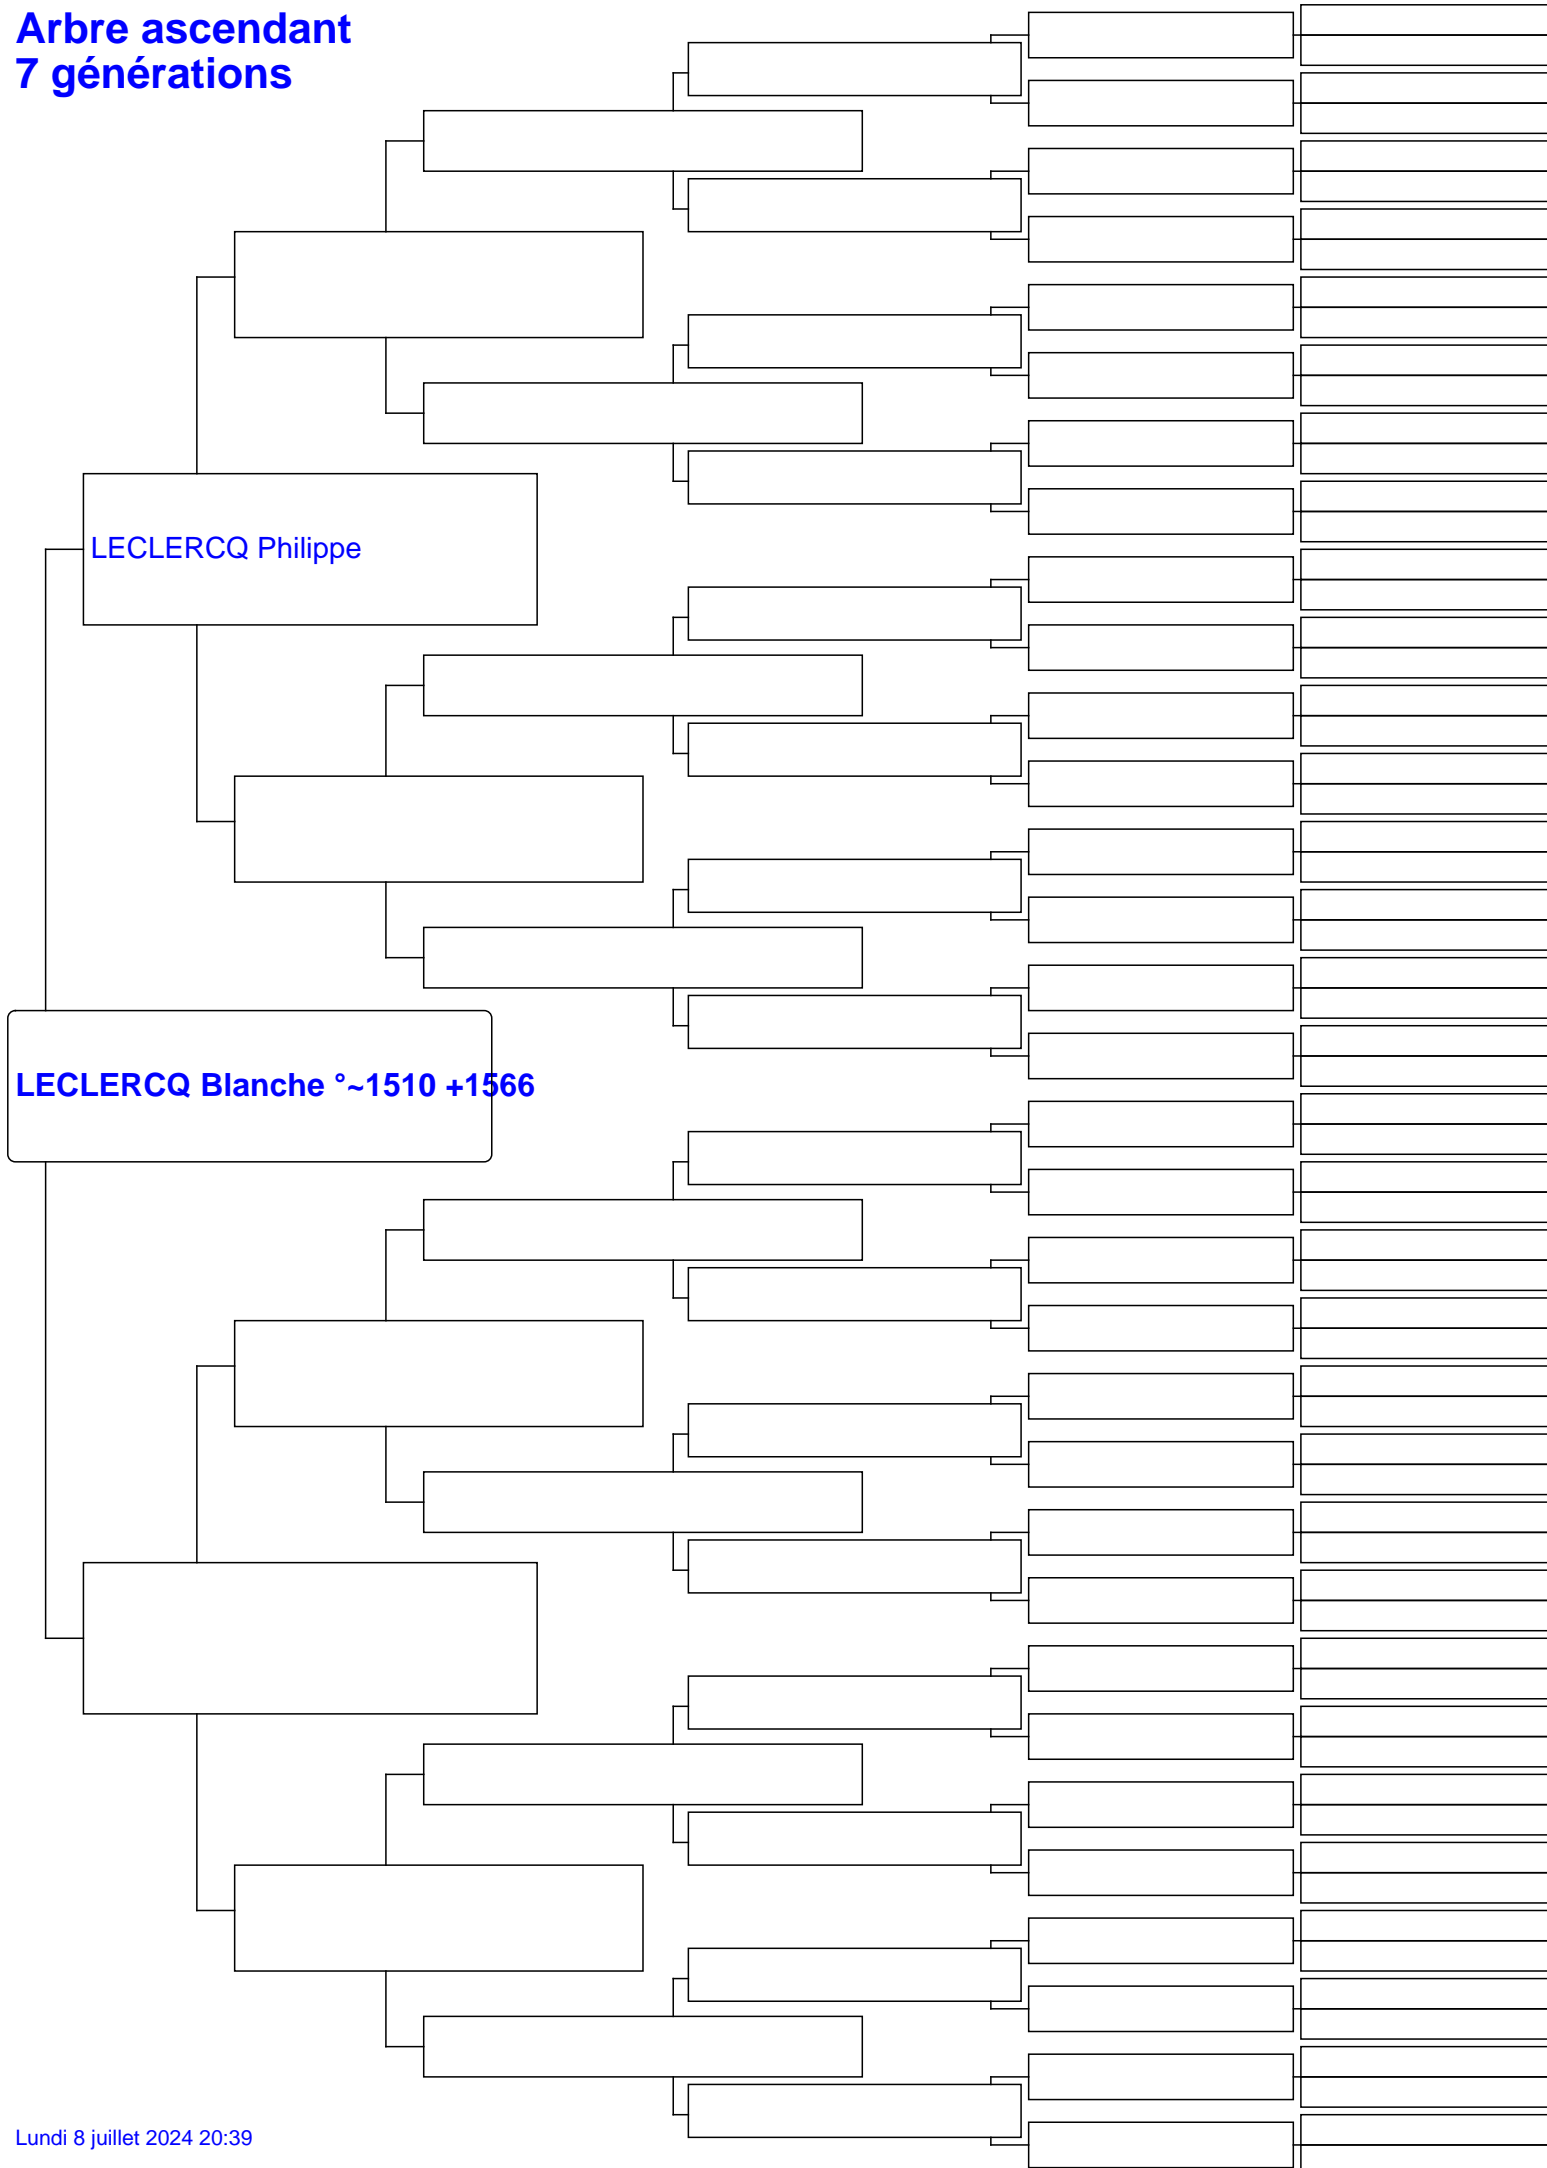 Arbre ascendant
7 générations
LECLERCQ Philippe
LECLERCQ Blanche °~1510 +1566
Lundi 8 juillet 2024 20:39